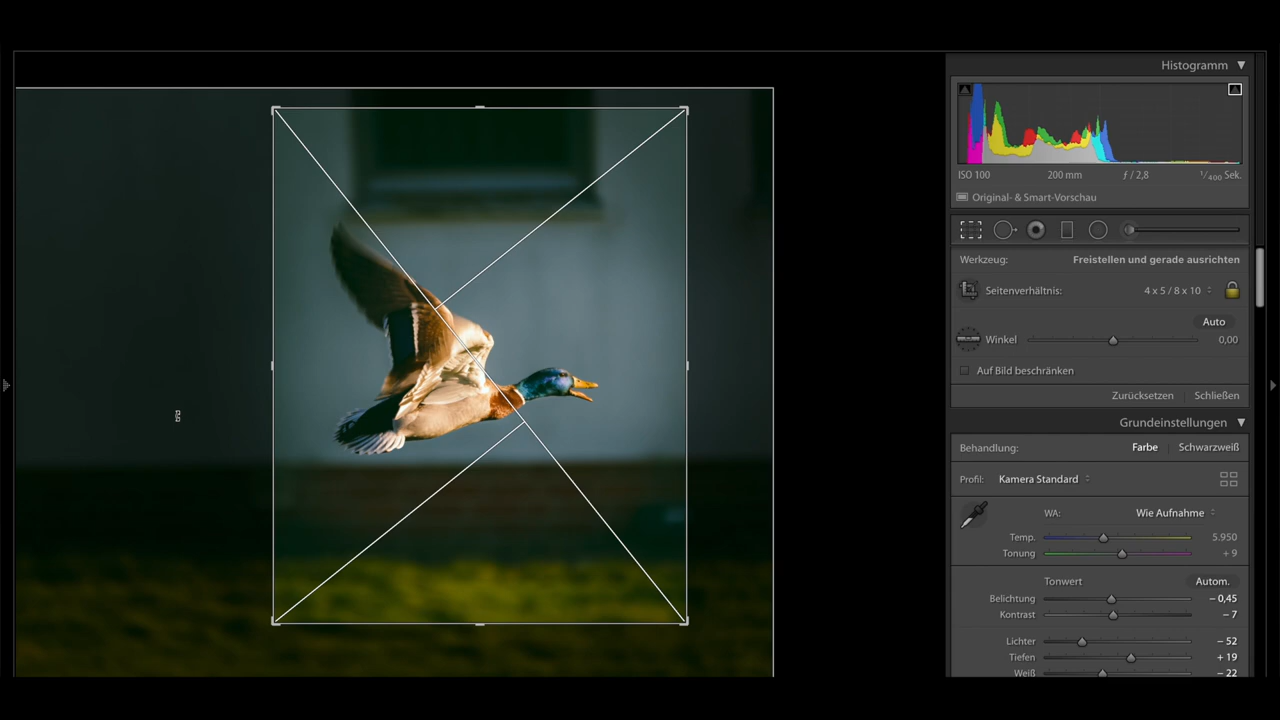 Histogramm
ISO 100 200 mm ƒ / 2,8 1/400 Sek.
Original- & Smart-Vorschau
Werkzeug: Freistellen und gerade ausrichten
Seitenverhältnis: 4 x 5 / 8 x 10
Auto
Winkel 0,00
Auf Bild beschränken
Zurücksetzen Schließen
Grundeinstellungen
Behandlung: Farbe Schwarzweiß
Profil: Kamera Standard
WA: Wie Aufnahme
Temp. 5.950
Tonung + 9
Tonwert Autom.
Belichtung − 0,45
Kontrast − 7
Lichter − 52
Tiefen + 19
Weiß − 22